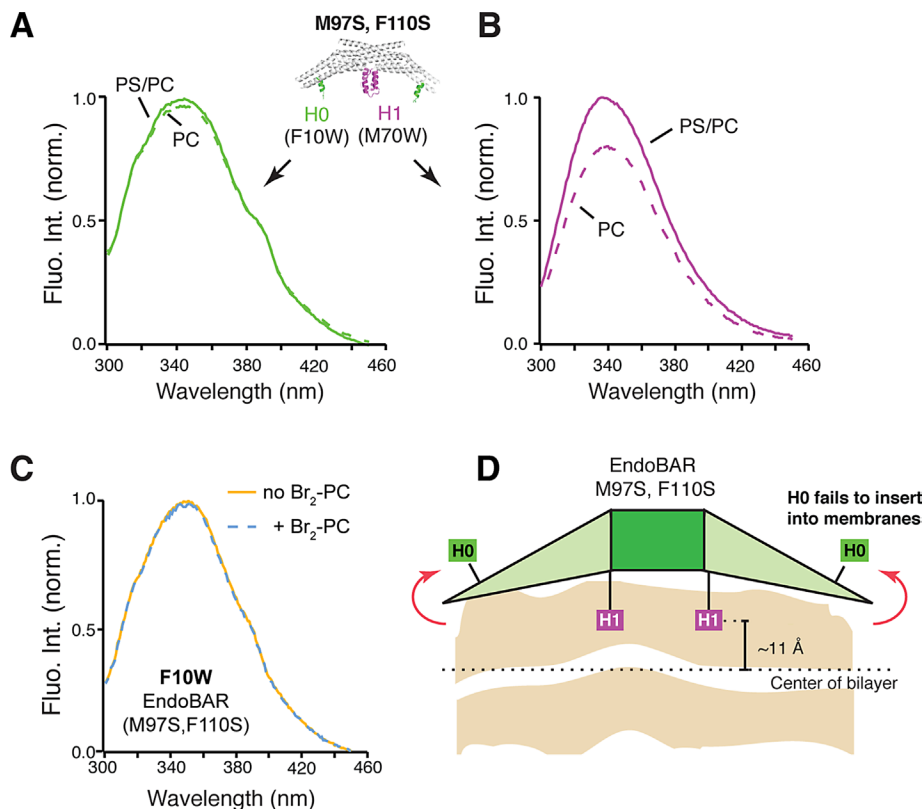 A
M97S, F110S
H0
(F10W)
H1
(M70W)
PS/PC
PC
Fluo. Int. (norm.)
1.0
0.5
0.0
300
340
380
420
460
Wavelength (nm)
B
PS/PC
PC
Fluo. Int. (norm.)
1.0
0.5
0.0
300
340
380
420
460
Wavelength (nm)
C
no Br₂-PC
+ Br₂-PC
Fluo. Int. (norm.)
1.0
0.5
0.0
F10W
EndoBAR
(M97S,F110S)
300
340
380
420
460
Wavelength (nm)
D
EndoBAR
M97S, F110S
H0 fails to insert
into membranes
H0
H0
H1
H1
~11 Å
Center of bilayer